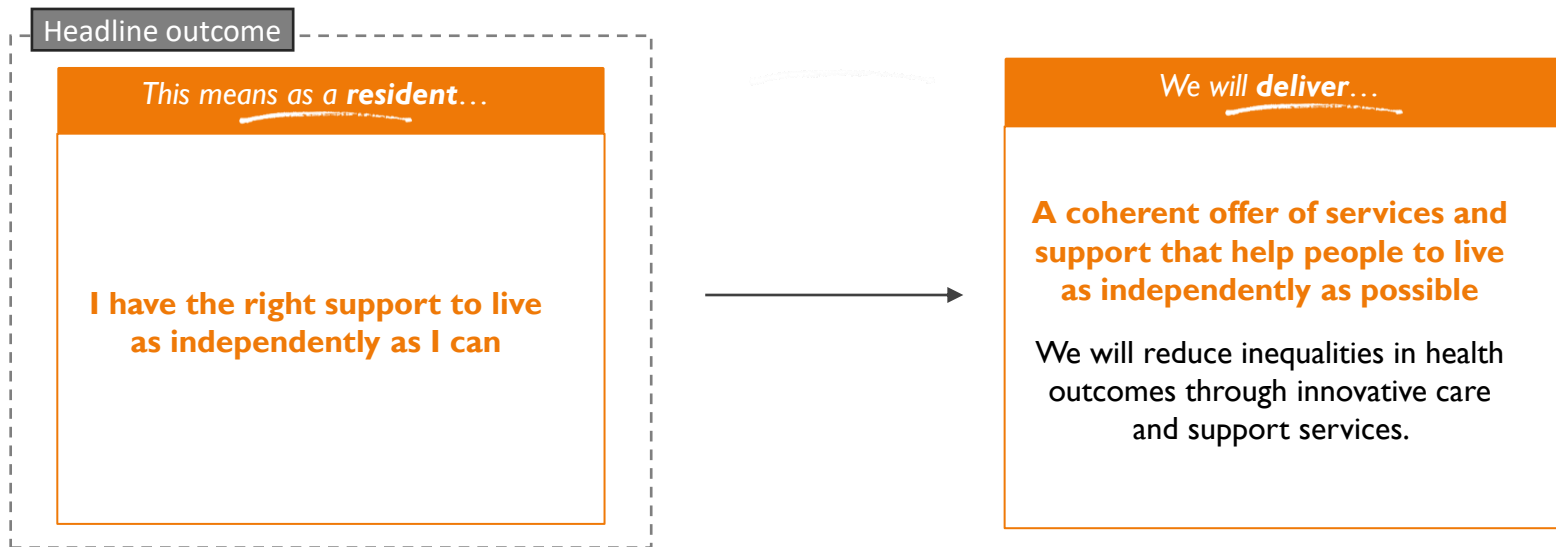 Headline outcome
This means as a resident…
I have the right support to live
as independently as I can
We will deliver…
A coherent offer of services and
support that help people to live
as independently as possible
We will reduce inequalities in health
outcomes through innovative care
and support services.